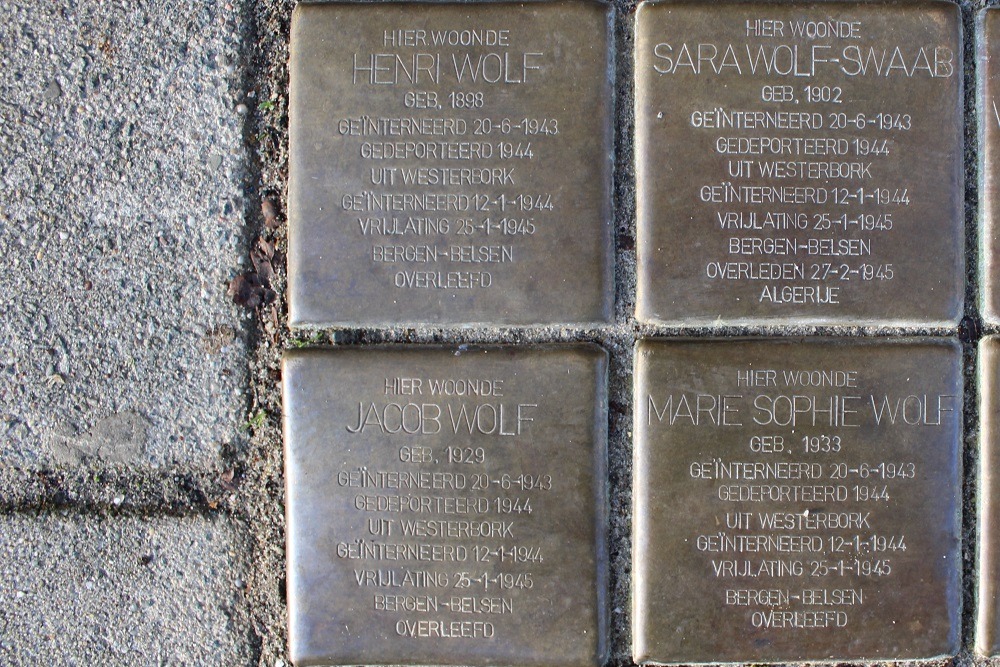 HIER WOONDE
HENRI WOLF
GEB. 1898
GEÏNTERNEERD 20-6-1943
GEDEPORTEERD 1944
UIT WESTERBORK
GEÏNTERNEERD 12-1-1944
VRIJLATING 25-1-1945
BERGEN-BELSEN
OVERLEEFD
HIER WOONDE
SARA WOLF-SWAAB
GEB. 1902
GEÏNTERNEERD 20-6-1943
GEDEPORTEERD 1944
UIT WESTERBORK
GEÏNTERNEERD 12-1-1944
VRIJLATING 25-1-1945
BERGEN-BELSEN
OVERLEDEN 27-2-1945
ALGERIJE
HIER WOONDE
JACOB WOLF
GEB. 1929
GEÏNTERNEERD 20-6-1943
GEDEPORTEERD 1944
UIT WESTERBORK
GEÏNTERNEERD 12-1-1944
VRIJLATING 25-1-1945
BERGEN-BELSEN
OVERLEEFD
HIER WOONDE
MARIE SOPHIE WOLF
GEB. 1933
GEÏNTERNEERD 20-6-1943
GEDEPORTEERD 1944
UIT WESTERBORK
GEÏNTERNEERD 12-1-1944
VRIJLATING 25-1-1945
BERGEN-BELSEN
OVERLEEFD